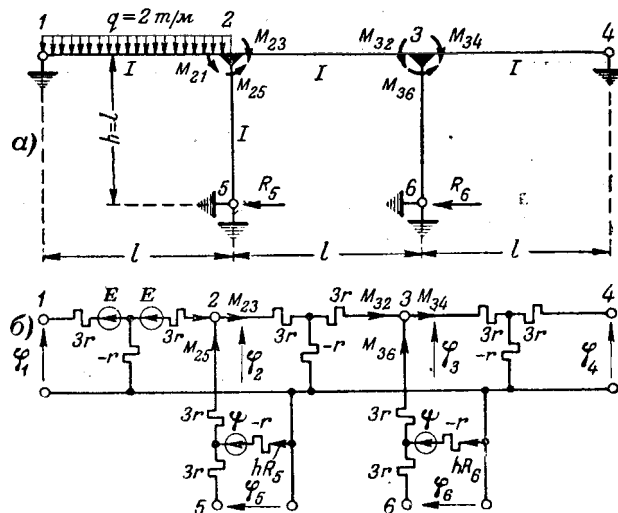 1 q = 2 т/м 2 M₂₃ M₃₂ 3 M₃₄ 4
I M₂₁ M₂₅ I M₃₆ I
h=l I
а) 5 R₅ 6 R₆
l l l
б) 1 E E 2 M₂₃ M₃₂ 3 M₃₄ 4
3r 3r 3r 3r 3r 3r
φ₁ -r M₂₅ φ₂ -r M₃₆ φ₃ -r φ₄
3r ψ -r 3r ψ -r
3r hR₅ 3r hR₆
5 φ₅ 6 φ₆